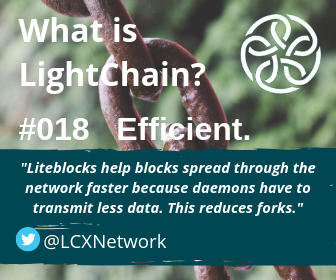 What is
LightChain?
#018 Efficient.
"Liteblocks help blocks spread through the
network faster because daemons have to
transmit less data. This reduces forks."
@LCXNetwork